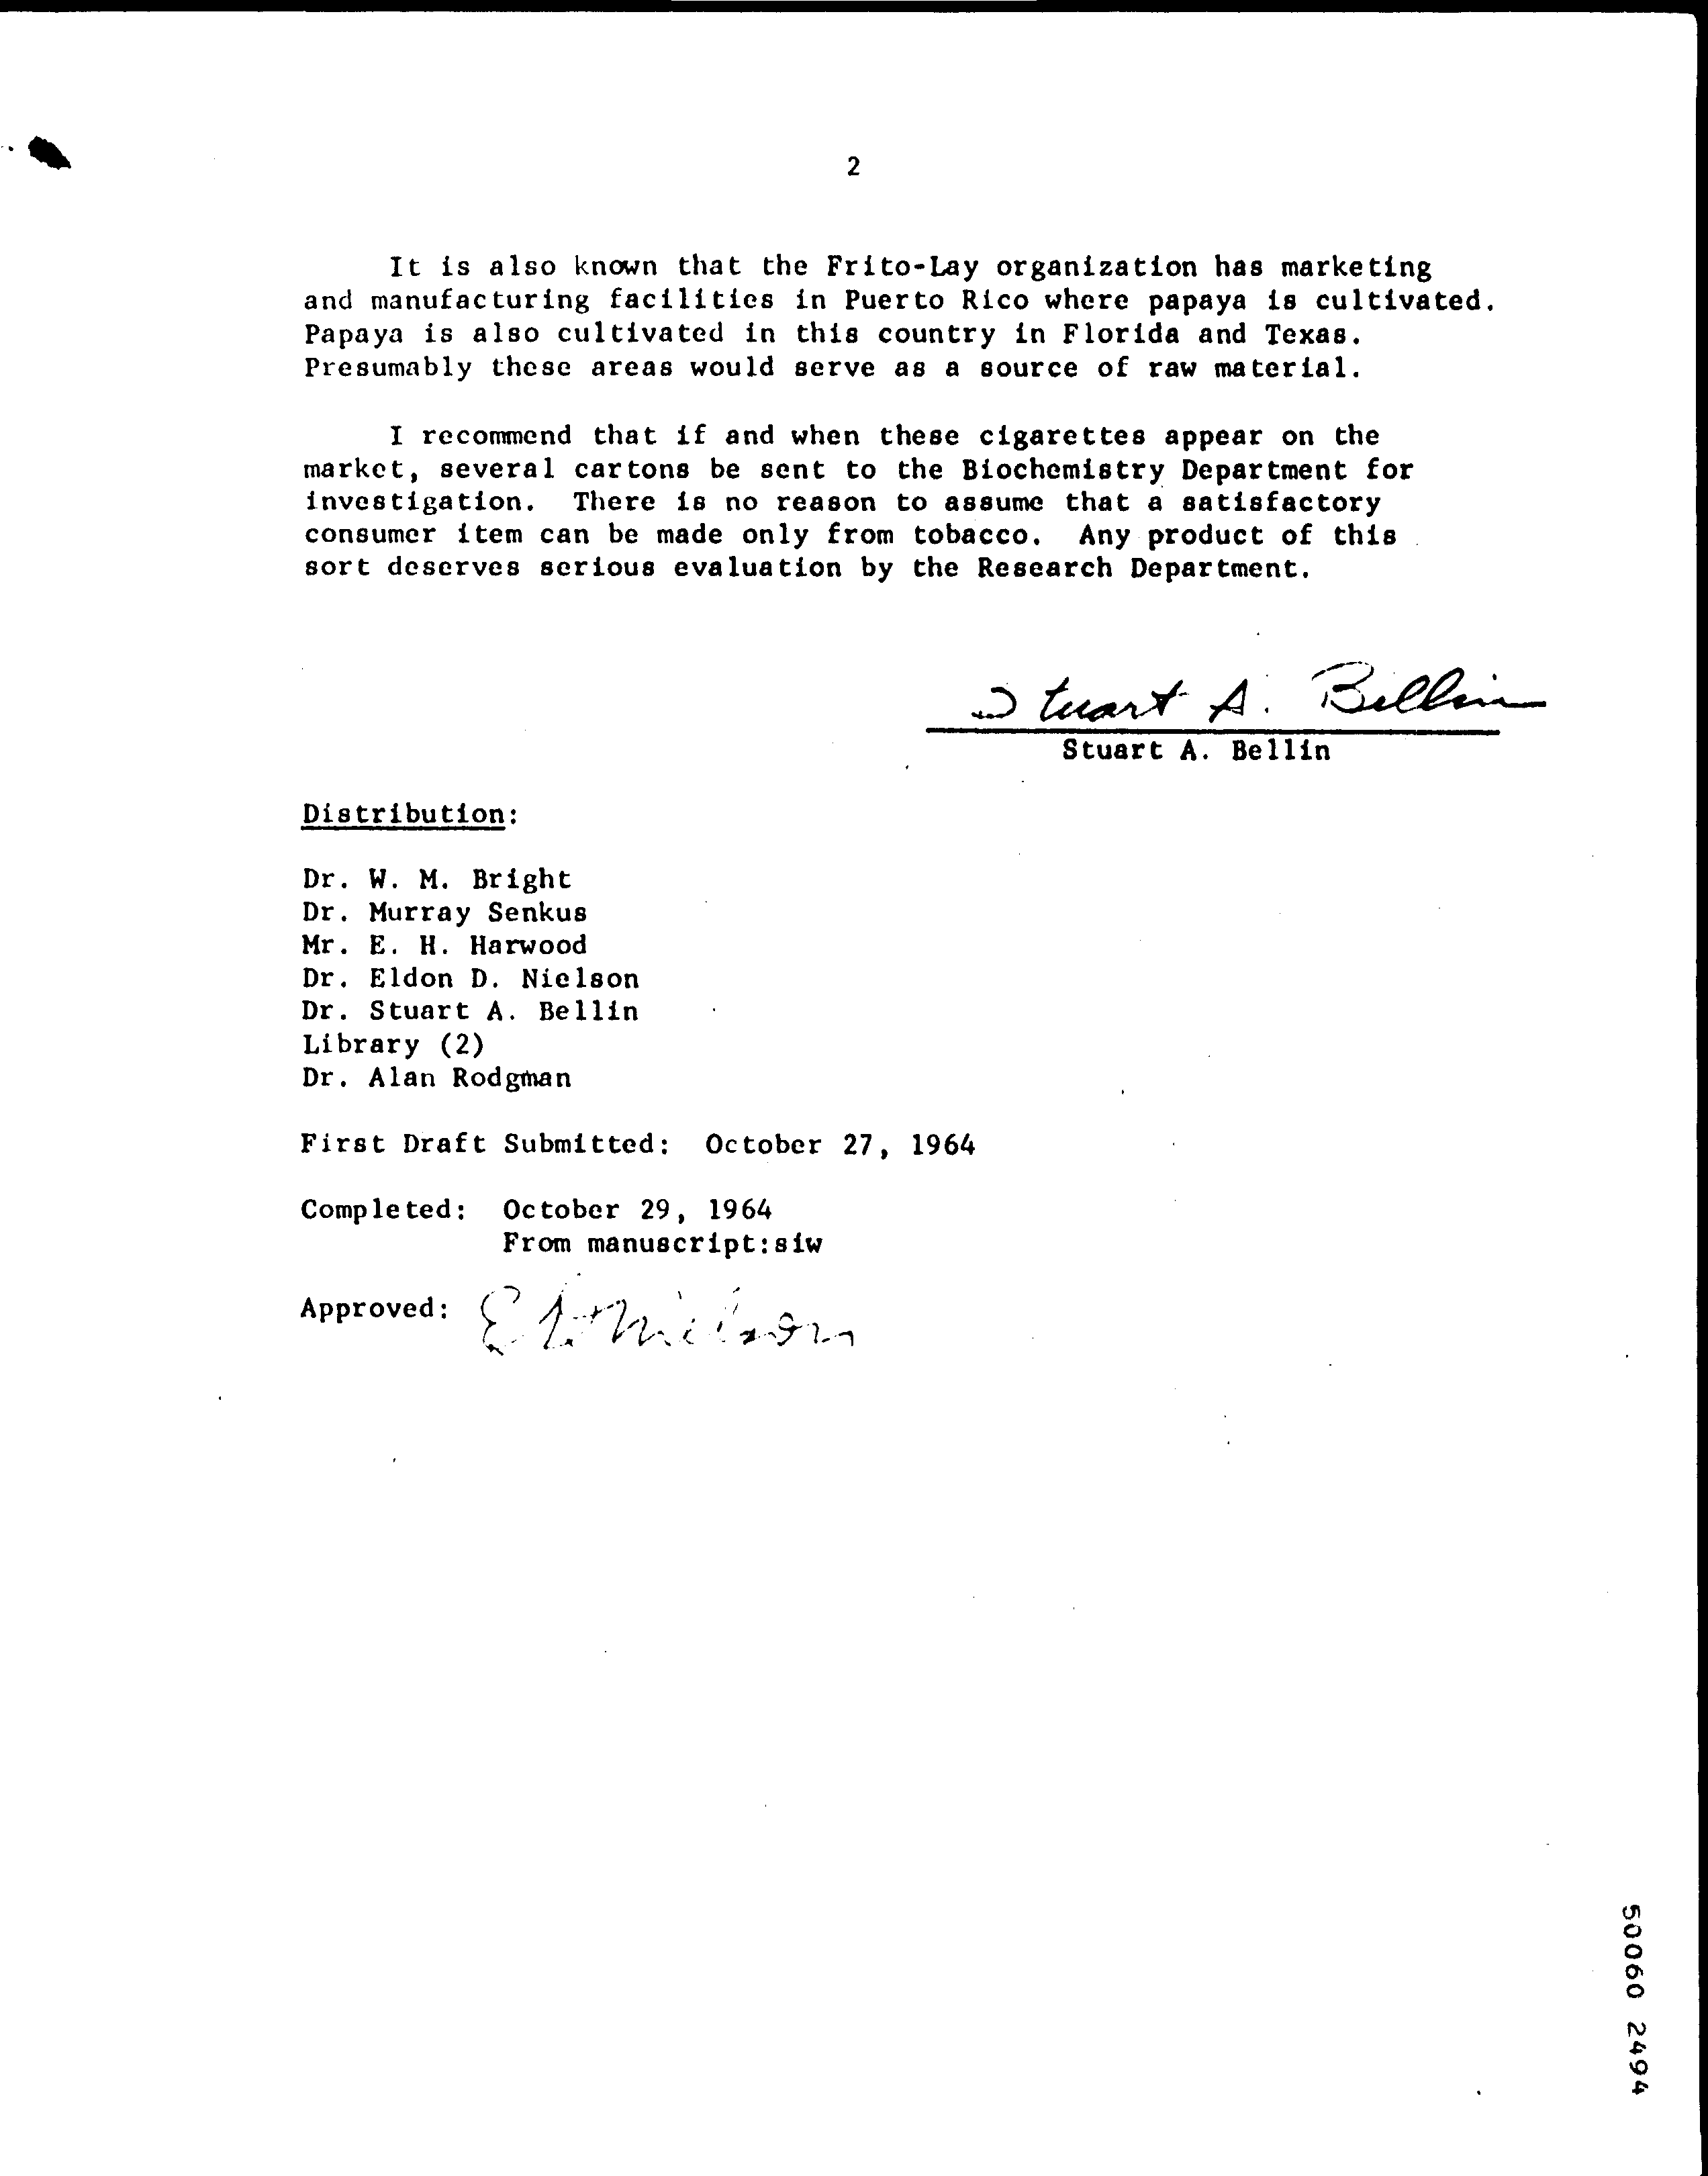 2
It is also known that the Frito-Lay organization has marketing
and manufacturing facilities in Puerto Rico where papaya is cultivated.
Papaya is also cultivated in this country in Florida and Texas.
Presumably these areas would serve as a source of raw material.
I recommend that if and when these cigarettes appear on the
market, several cartons be sent to the Biochemistry Department for
investigation. There is no reason to assume that a satisfactory
consumer item can be made only from tobacco. Any product of this
sort deserves serious evaluation by the Research Department.
Stuart A. Bellin
Stuart A. Bellin
Distribution:
Dr. W. M. Bright
Dr. Murray Senkus
Mr. E. H. Harwood
Dr. Eldon D. Nielson
Dr. Stuart A. Bellin
Library (2)
Dr. Alan Rodgman
First Draft Submitted: October 27, 1964
Completed: October 29, 1964
From manuscript:siw
Approved: E D Nielson
50060 2494